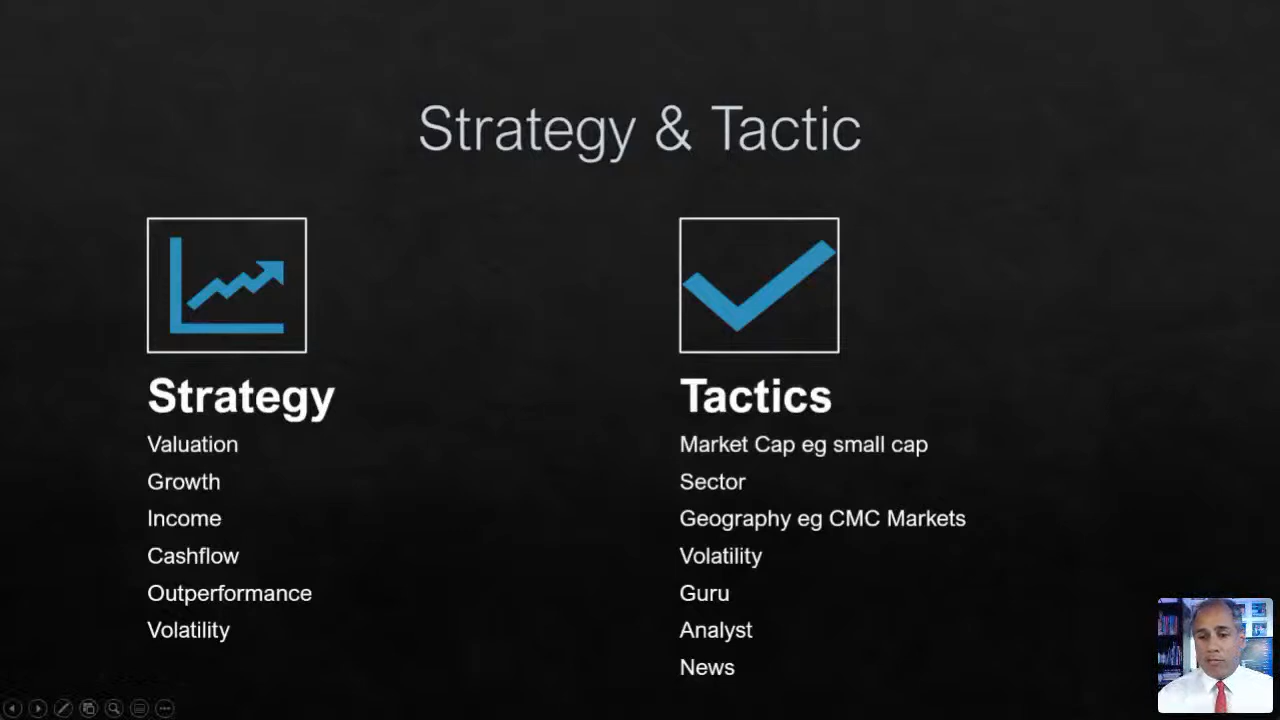 Strategy & Tactic
Strategy
Valuation
Growth
Income
Cashflow
Outperformance
Volatility
Tactics
Market Cap eg small cap
Sector
Geography eg CMC Markets
Volatility
Guru
Analyst
News